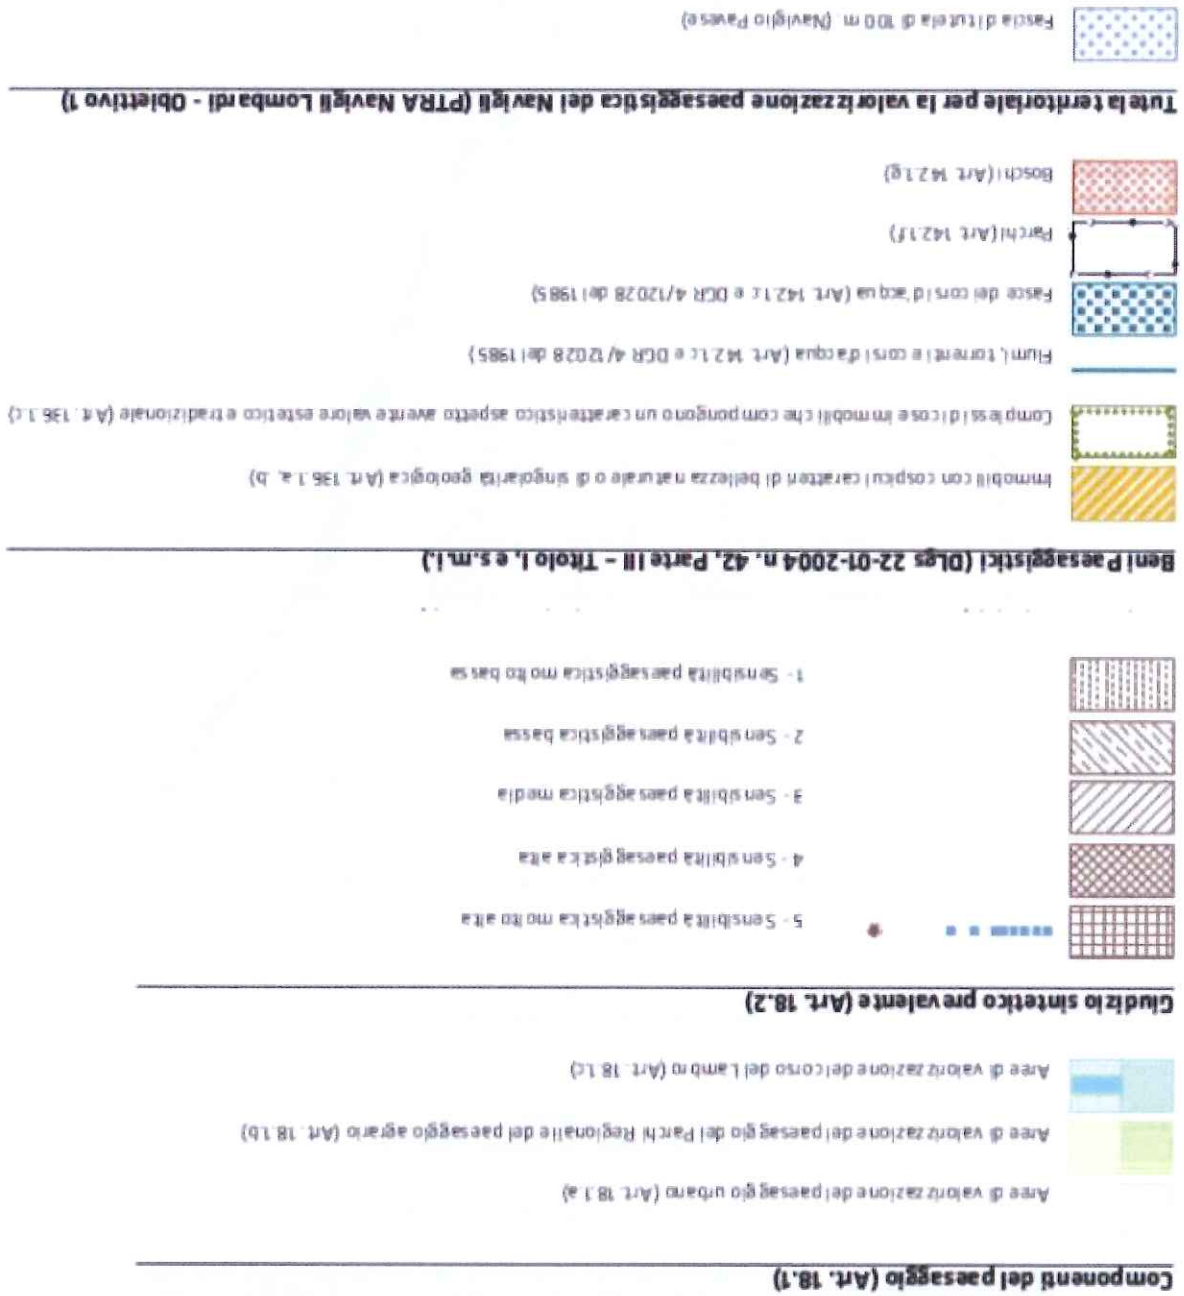 Componenti del paesaggio (Art. 18.1)
Aree di valorizzazione del paesaggio urbano (Art. 18.1.a)
Aree di valorizzazione del paesaggio dei Parchi Regionali e del paesaggio agrario (Art. 18.1.b)
Aree di valorizzazione del corso del Lambro (Art. 18.1.c)
Giudizio sintetico prevalente (Art. 18.2)
5 - Sensibilità paesaggistica molto alta
4 - Sensibilità paesaggistica alta
3 - Sensibilità paesaggistica media
2 - Sensibilità paesaggistica bassa
1 - Sensibilità paesaggistica molto bassa
Beni Paesaggistici (DLgs 22-01-2004 n. 42, Parte III – Titolo I, e s.m.i.)
Immobili con cospicui caratteri di bellezza naturale o di singolarità geologica (Art. 136.1.a, .b)
Complessi di cose immobili che compongono un caratteristico aspetto avente valore estetico e tradizionale (Art. 136.1.c)
Fiumi, torrenti e corsi d'acqua (Art. 142.1.c e DGR 4/12028 del 1985)
Fasce dei corsi d'acqua (Art. 142.1.c e DGR 4/12028 del 1985)
Parchi (Art. 142.1.f)
Boschi (Art. 142.1.g)
Tutela territoriale per la valorizzazione paesaggistica dei Navigli (PTRA Navigli Lombardi - Obiettivo 1)
Fascia di tutela di 100 m (Naviglio Pavese)